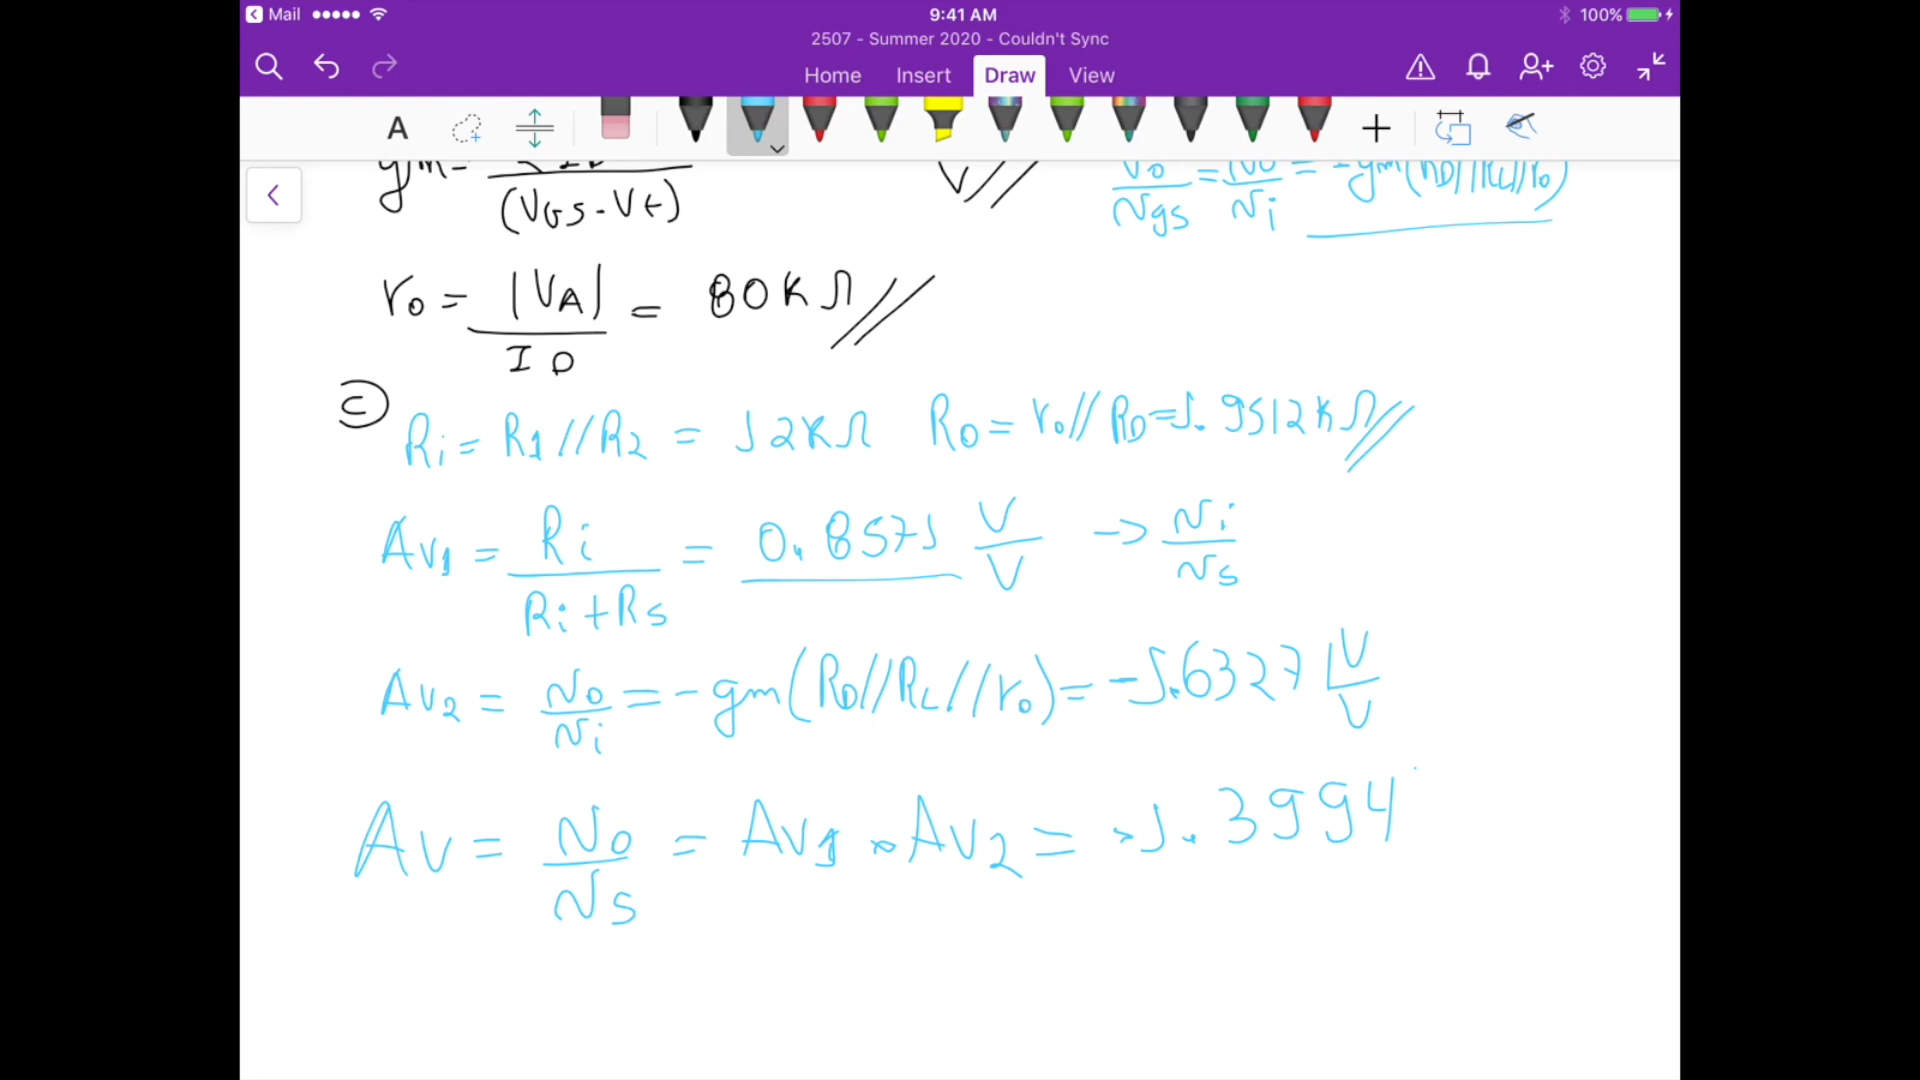 Mail 9:41 AM 100%
2507 - Summer 2020 - Couldn't Sync
Home Insert Draw View
A
gm= 2ID / (VGS-Vt) V// vo/vgs = vo/vi = -gm(RD//RL//ro)
ro = |VA| / ID = 80KΩ//
C
Ri= R1//R2 = 12KΩ Ro= ro//RD=1.9512KΩ//
Av1 = Ri / Ri+Rs = 0.8571 V/V -> vi/vs
Av2 = vo/vi = -gm(RD//RL//ro)= -1.6327 V/V
Av = vo/vs = Av1 × Av2 = -1.3994